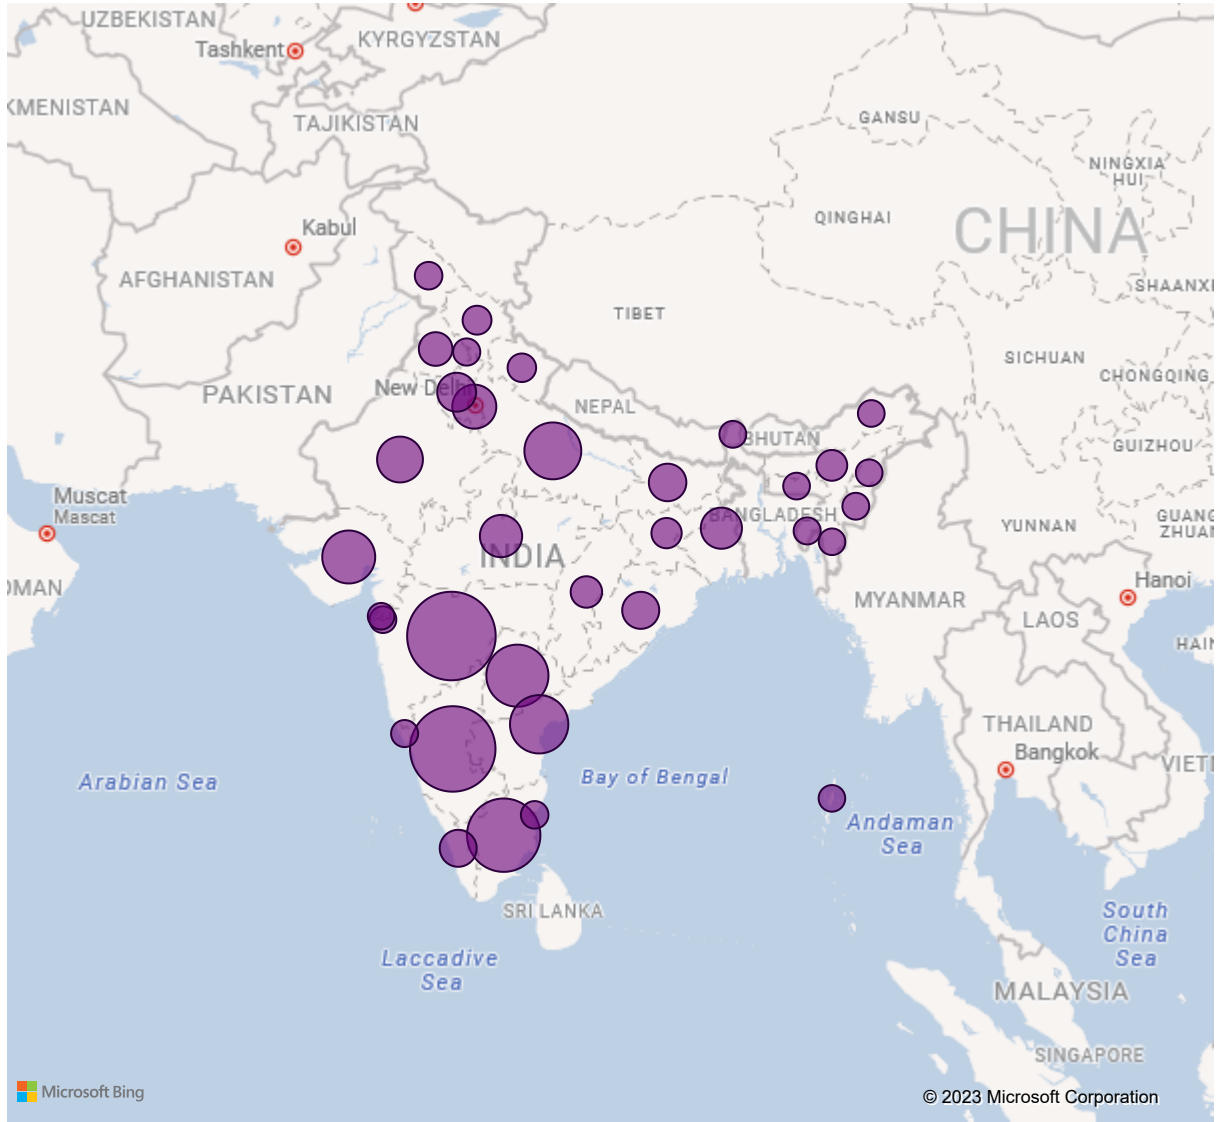 UZBEKISTAN
Tashkent
KYRGYZSTAN
KMENISTAN
TAJIKISTAN
GANSU
NINGXIA
HUI
Kabul
QINGHAI
CHINA
AFGHANISTAN
SHAANXI
TIBET
SICHUAN
CHONGQING
PAKISTAN
New Delhi
NEPAL
BHUTAN
GUIZHOU
Muscat
Mascat
BANGLADESH
YUNNAN
GUANG
ZHUAN
INDIA
OMAN
MYANMAR
Hanoi
LAOS
HAIN
THAILAND
Bangkok
VIET
Arabian Sea
Bay of Bengal
Andaman
Sea
SRI LANKA
South
China
Sea
Laccadive
Sea
MALAYSIA
SINGAPORE
Microsoft Bing
© 2023 Microsoft Corporation